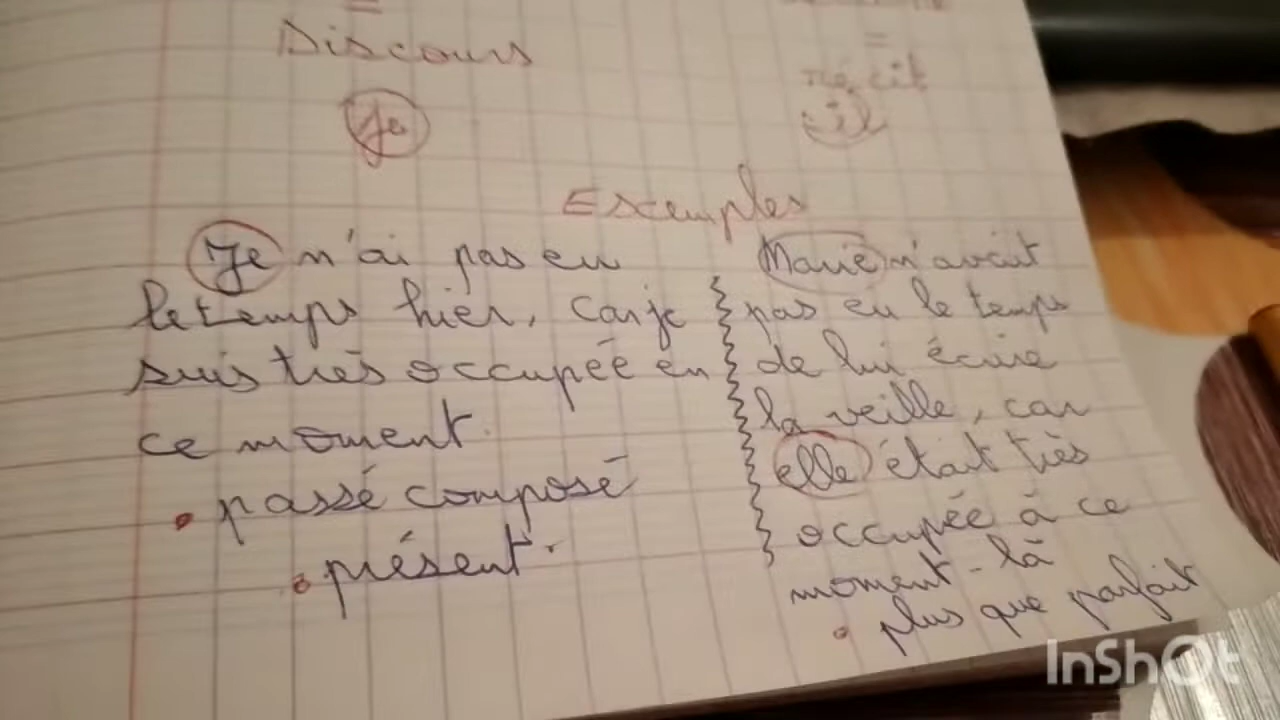 Discours
Je
récit
il
Exemples
Je n'ai pas eu
le temps hier, car je
suis très occupée en
ce moment.
passé composé
présent.
Marie n'avait
pas eu le temps
de lui écrire
la veille, car
elle était très
occupée à ce
moment-là
plus que parfait
InShOt